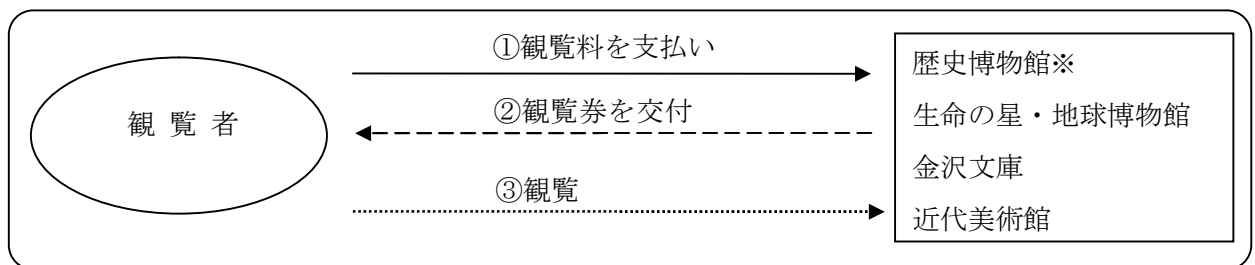 ①観覧料を支払い
観 覧 者
②観覧券を交付
③観覧
歴史博物館※
生命の星・地球博物館
金沢文庫
近代美術館